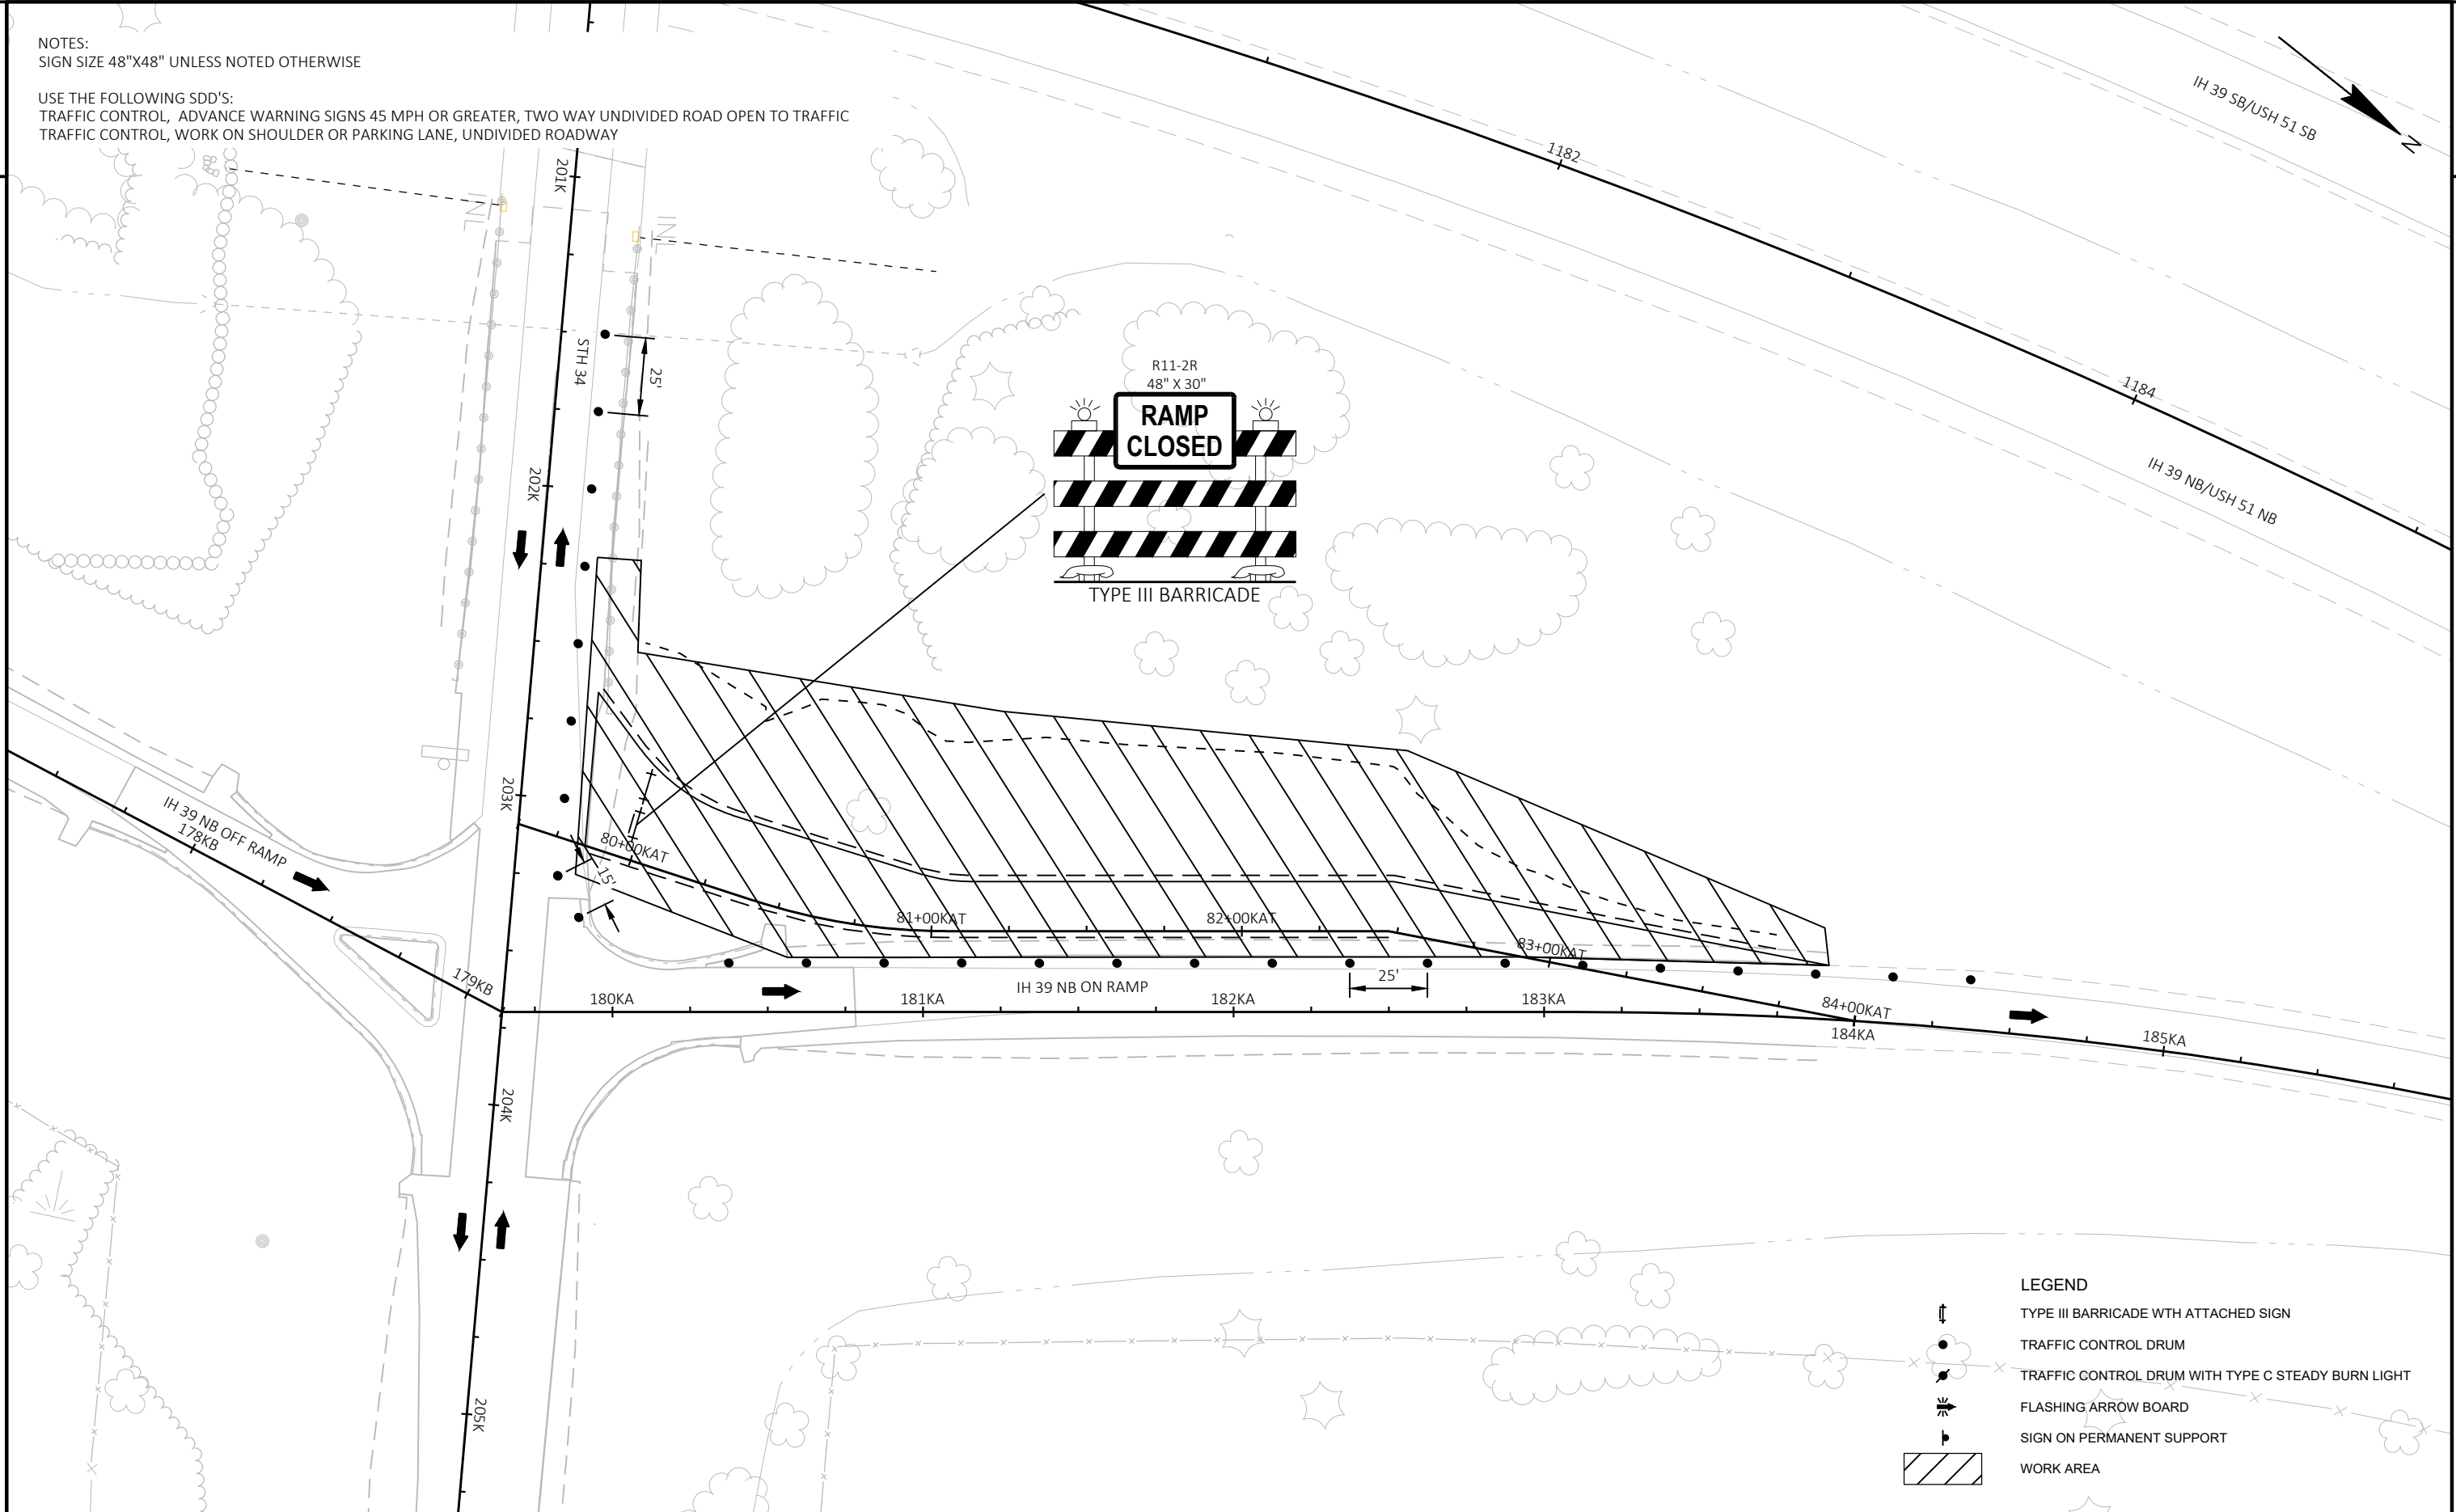 NOTES:
SIGN SIZE 48"X48" UNLESS NOTED OTHERWISE
USE THE FOLLOWING SDD'S:
TRAFFIC CONTROL, ADVANCE WARNING SIGNS 45 MPH OR GREATER, TWO WAY UNDIVIDED ROAD OPEN TO TRAFFIC
TRAFFIC CONTROL, WORK ON SHOULDER OR PARKING LANE, UNDIVIDED ROADWAY
IH 39 SB/USH 51 SB
N
1182
1184
IH 39 NB/USH 51 NB
201K
STH 34
25'
202K
R11-2R
48" X 30"
RAMP
CLOSED
TYPE III BARRICADE
203K
IH 39 NB OFF RAMP
178KB
179KB
80+00KAT
15'
81+00KAT
82+00KAT
83+00KAT
84+00KAT
25'
IH 39 NB ON RAMP
180KA
181KA
182KA
183KA
184KA
185KA
204K
205K
LEGEND
TYPE III BARRICADE WTH ATTACHED SIGN
TRAFFIC CONTROL DRUM
TRAFFIC CONTROL DRUM WITH TYPE C STEADY BURN LIGHT
FLASHING ARROW BOARD
SIGN ON PERMANENT SUPPORT
WORK AREA